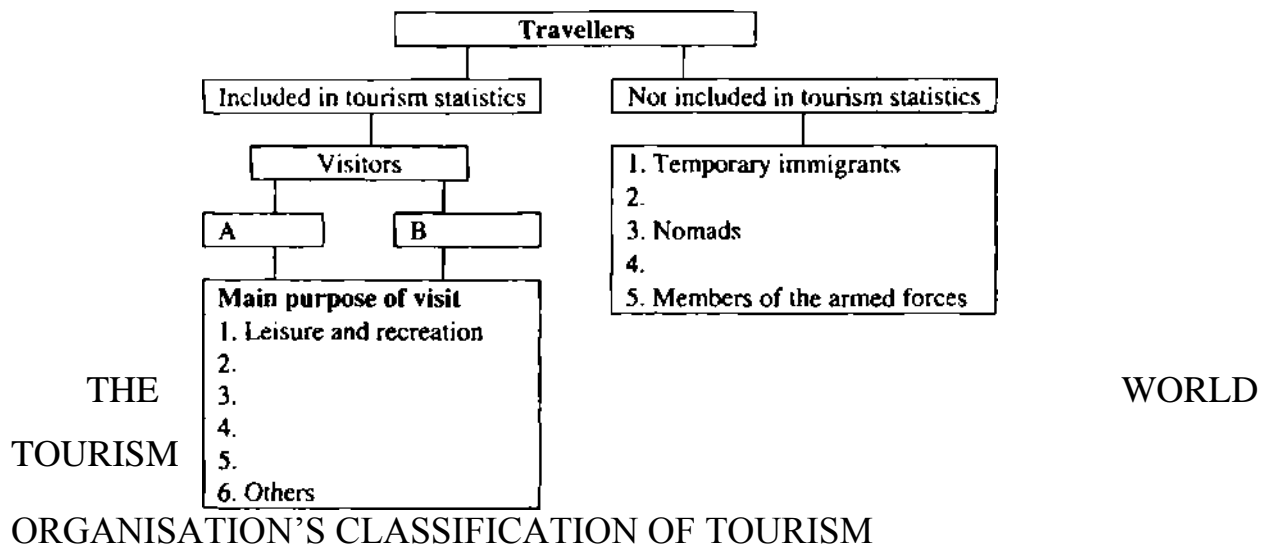 Travellers
Included in tourism statistics
Not included in tourism statistics
Visitors
A
B
Main purpose of visit
1. Leisure and recreation
2.
3.
4.
5.
6. Others
1. Temporary immigrants
2.
3. Nomads
4.
5. Members of the armed forces
THE WORLD
TOURISM
ORGANISATION’S CLASSIFICATION OF TOURISM